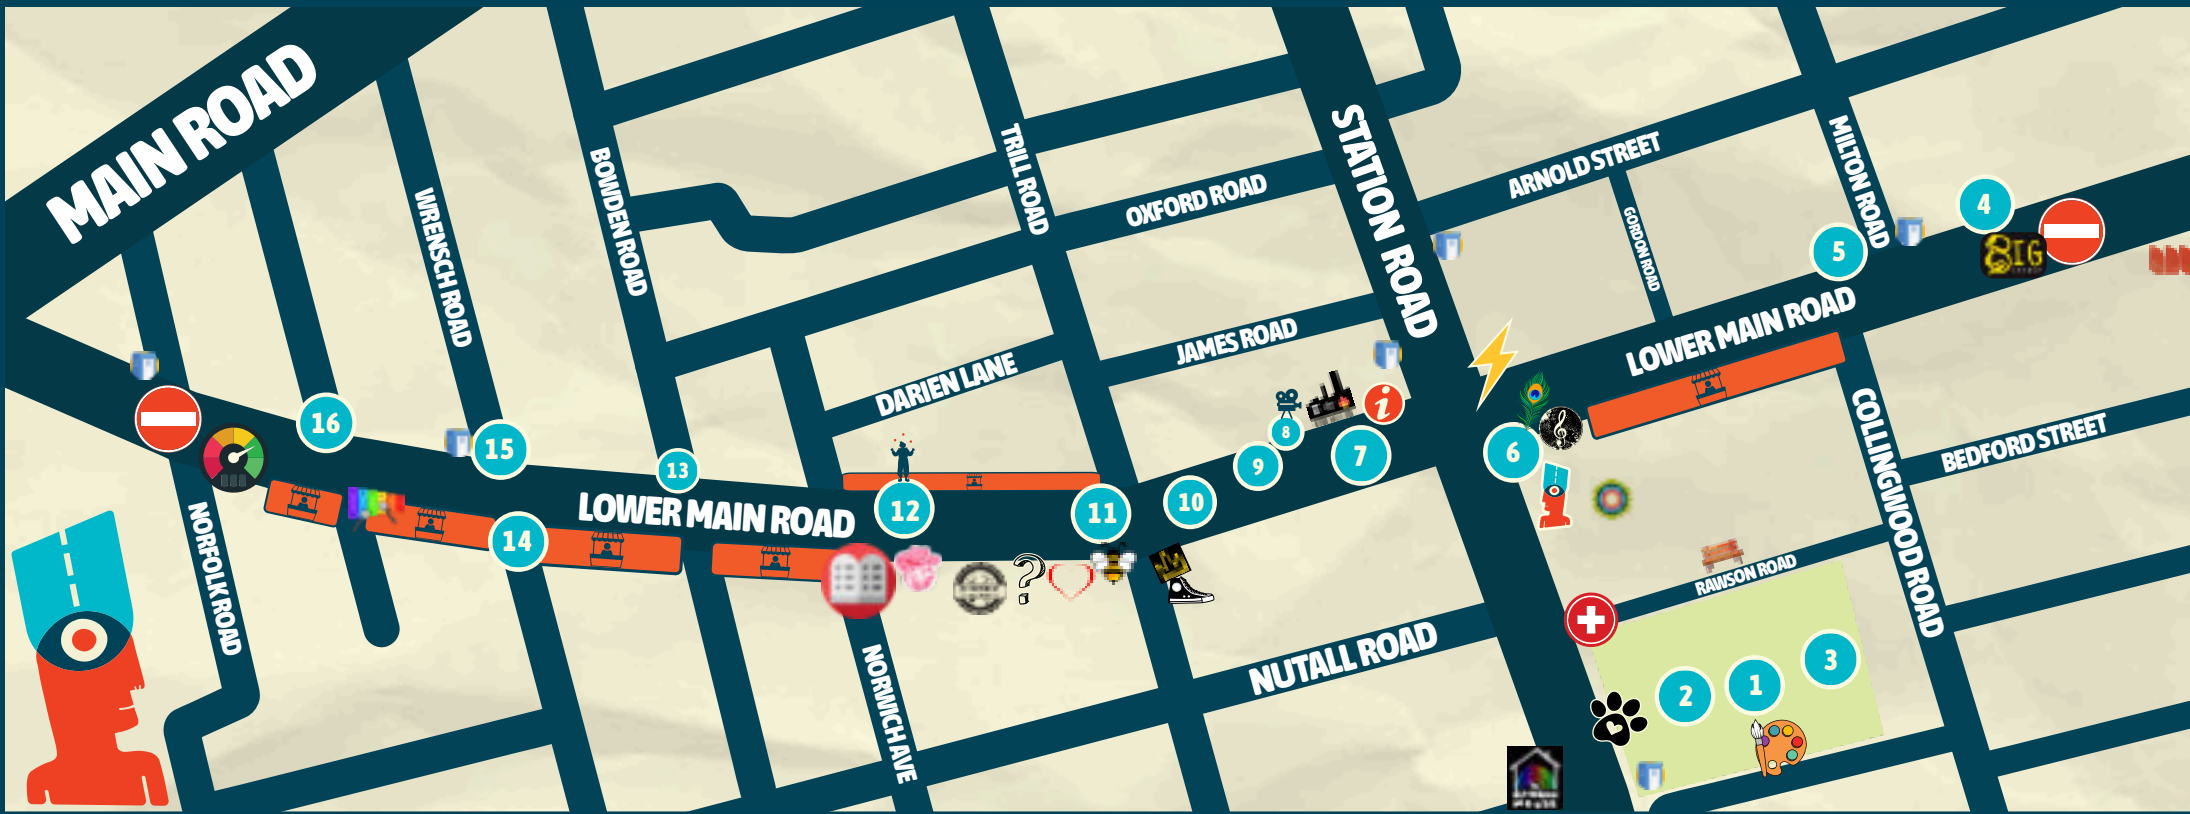 MAIN ROAD
WRENSCH ROAD
BOWDEN ROAD
TRILL ROAD
OXFORD ROAD
STATION ROAD
ARNOLD STREET
GORDON ROAD
MILTON ROAD
4
BIG
5
LOWER MAIN ROAD
JAMES ROAD
DARIEN LANE
COLLINGWOOD ROAD
BEDFORD STREET
16
15
13
12
11
10
9
8
i
7
6
LOWER MAIN ROAD
14
NORFOLK ROAD
?
RAWSON ROAD
NORWICH AVE
NUTALL ROAD
2
1
3